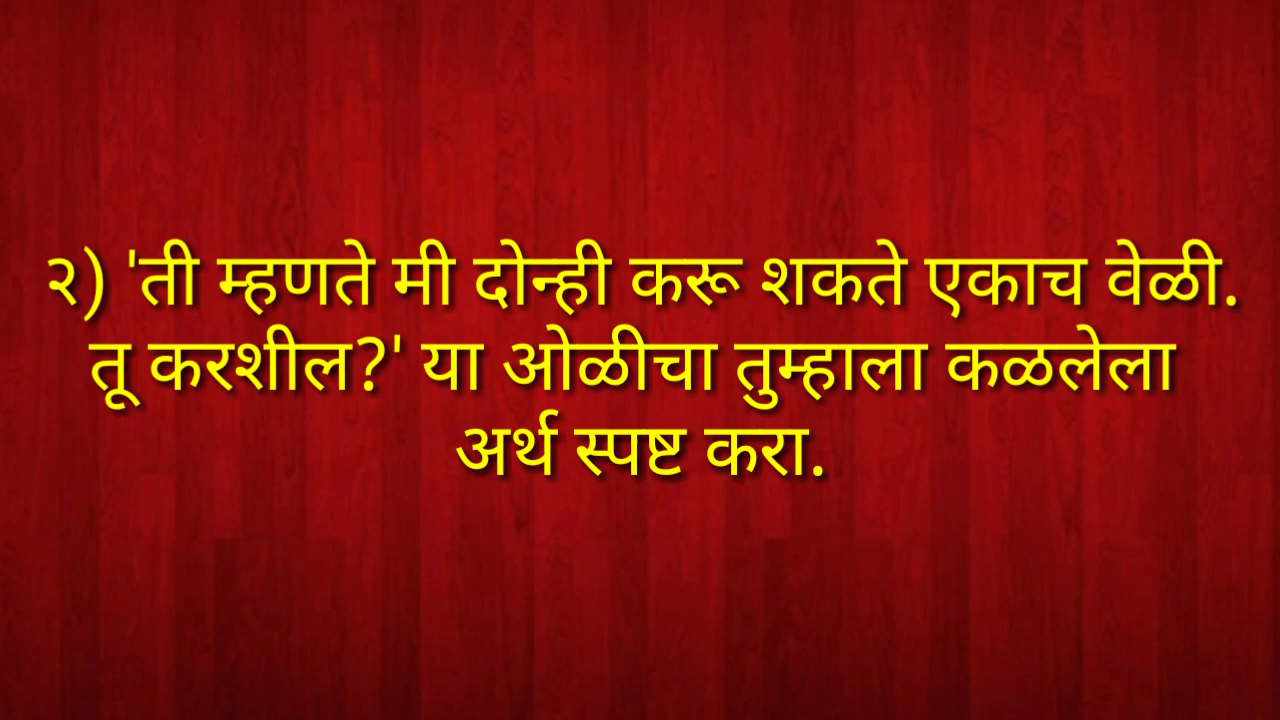 २) 'ती म्हणते मी दोन्ही करू शकते एकाच वेळी.
तू करशील?' या ओळीचा तुम्हाला कळलेला
अर्थ स्पष्ट करा.